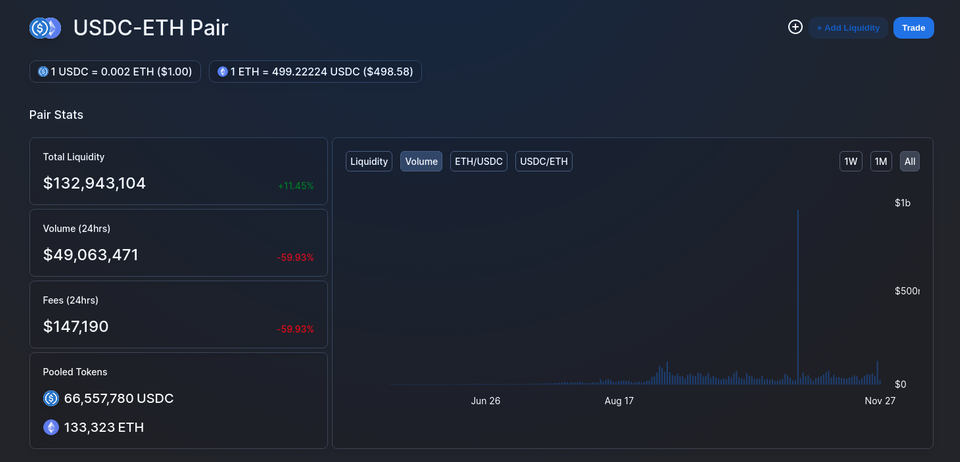 USDC-ETH Pair
+ Add Liquidity
Trade
1 USDC = 0.002 ETH ($1.00)
1 ETH = 499.22224 USDC ($498.58)
Pair Stats
Total Liquidity
$132,943,104
+11.45%
Volume (24hrs)
$49,063,471
-59.93%
Fees (24hrs)
$147,190
-59.93%
Pooled Tokens
66,557,780 USDC
133,323 ETH
Liquidity
Volume
ETH/USDC
USDC/ETH
1W
1M
All
$1b
$500
$0
Jun 26
Aug 17
Nov 27